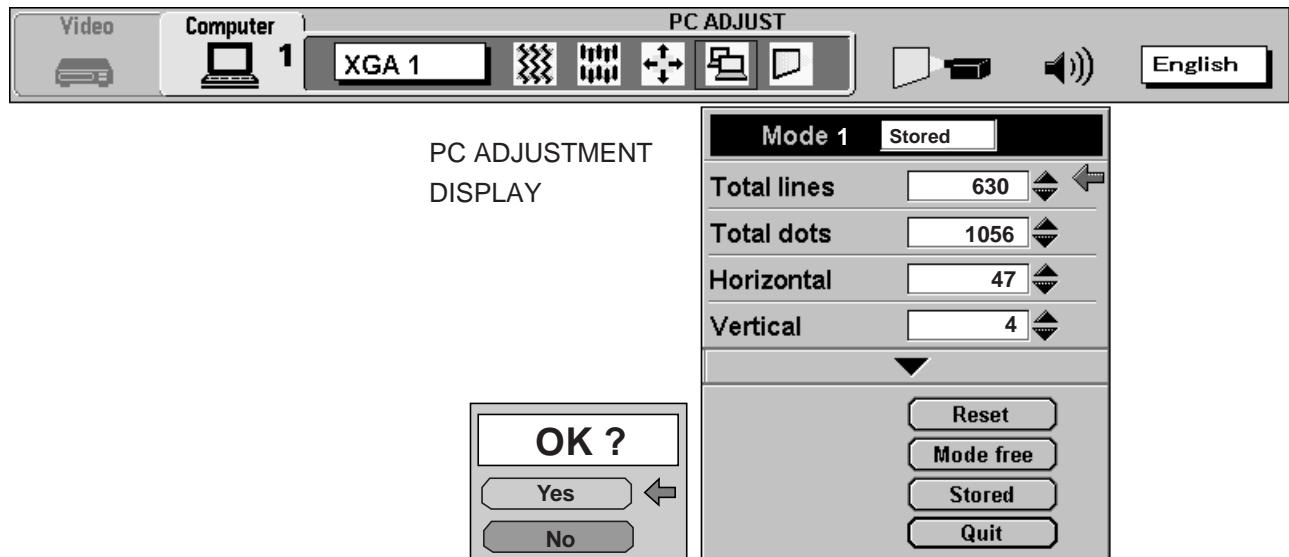 PC ADJUST
Video
Computer
1
XGA 1
English
PC ADJUSTMENT
DISPLAY
Mode 1 Stored
Total lines 630
Total dots 1056
Horizontal 47
Vertical 4
Reset
Mode free
Stored
Quit
OK ?
Yes
No